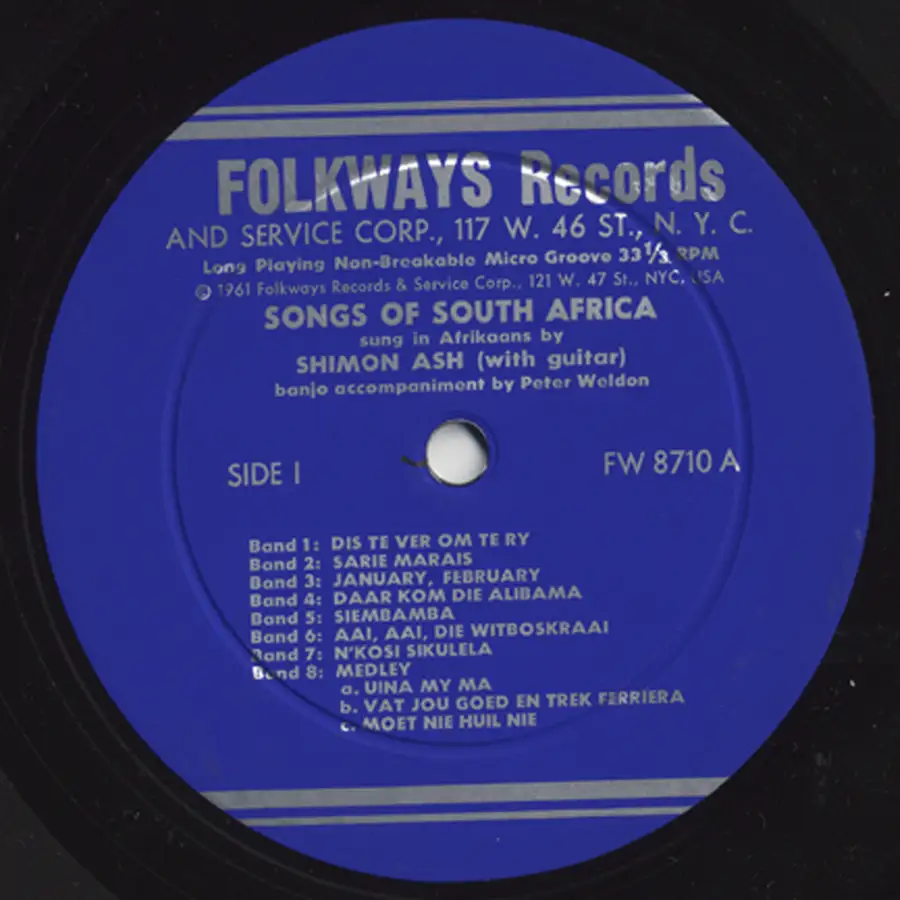 FOLKWAYS Records
AND SERVICE CORP., 117 W. 46 ST., N. Y. C.
Long Playing Non-Breakable Micro Groove 33 1/3 RPM
℗ 1961 Folkways Records & Service Corp., 121 W. 47 St., NYC, USA
SONGS OF SOUTH AFRICA
sung in Afrikaans by
SHIMON ASH (with guitar)
banjo accompaniment by Peter Weldon
SIDE I
FW 8710 A
Band 1: DIS TE VER OM TE RY
Band 2: SARIE MARAIS
Band 3: JANUARY, FEBRUARY
Band 4: DAAR KOM DIE ALIBAMA
Band 5: SIEMBAMBA
Band 6: AAI, AAI, DIE WITBOSKRAAI
Band 7: N'KOSI SIKULELA
Band 8: MEDLEY
a. UINA MY MA
b. VAT JOU GOED EN TREK FERRIERA
c. MOET NIE HUIL NIE